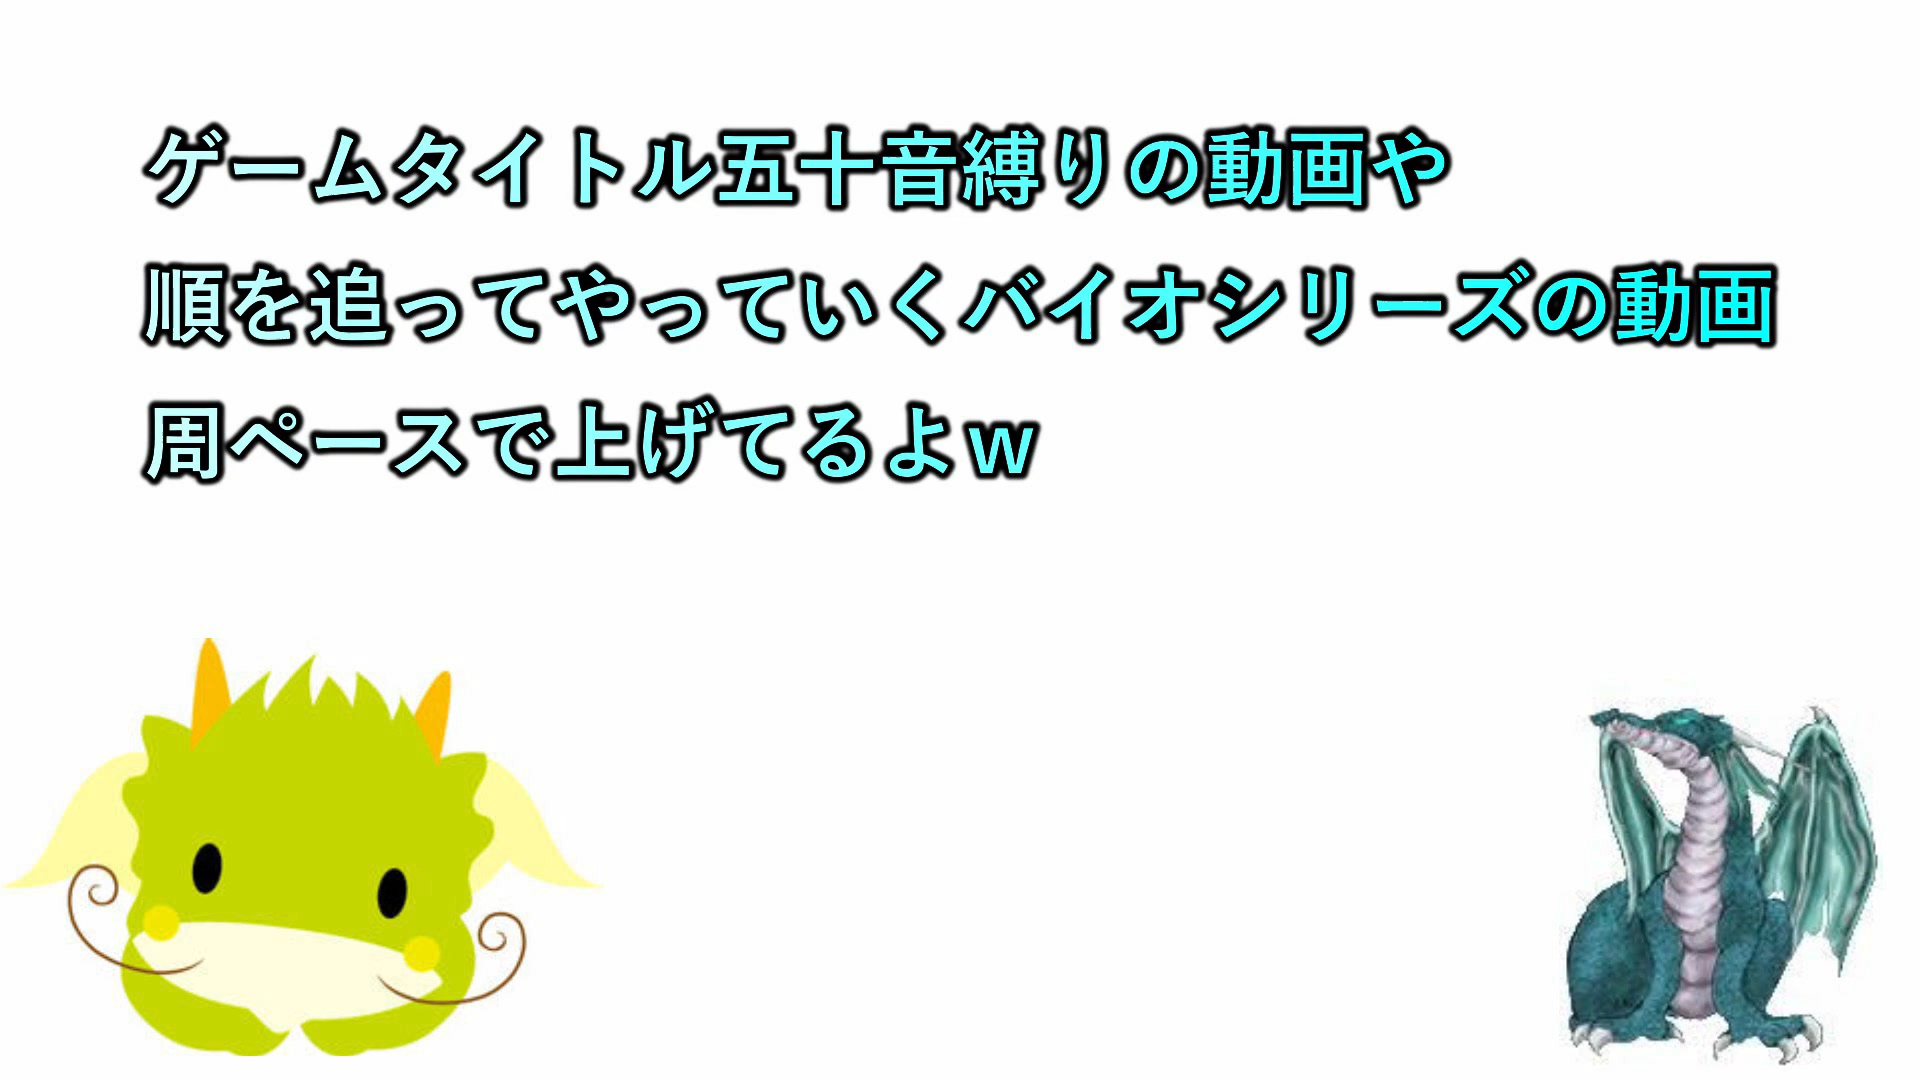 ゲームタイトル五十音縛りの動画や
順を追ってやっていくバイオシリーズの動画
周ペースで上げてるよw